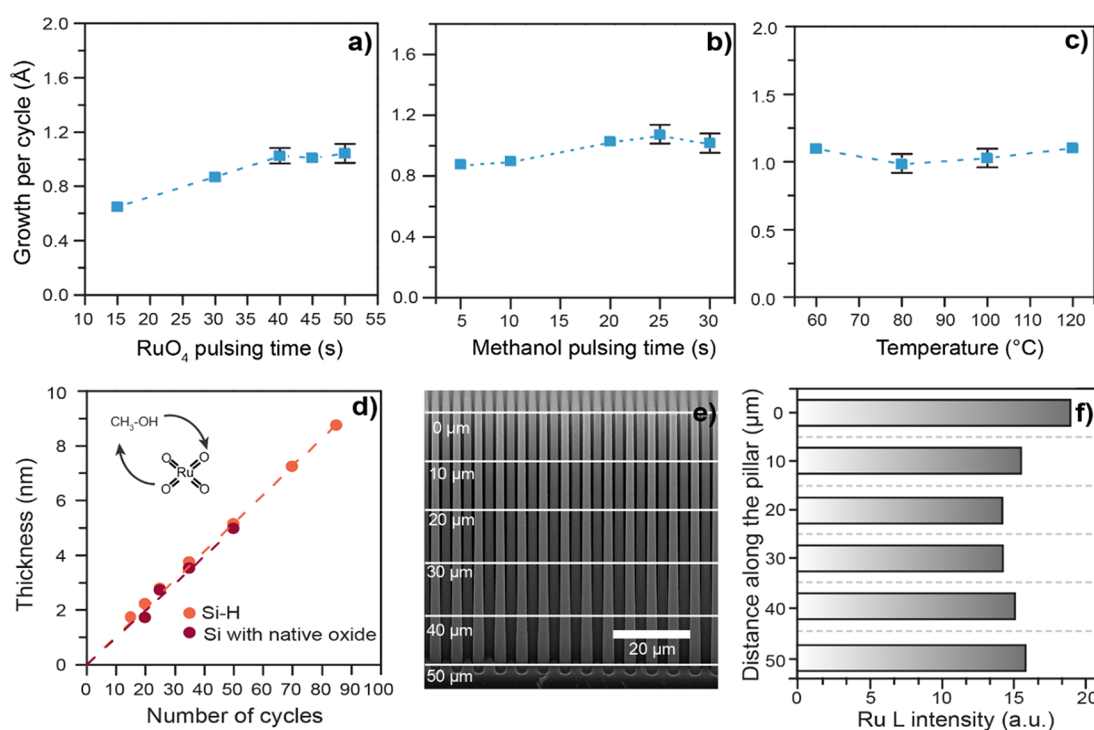 a)
Growth per cycle (Å)
2.0
1.6
1.2
0.8
0.4
0.0
10 15 20 25 30 35 40 45 50 55
RuO4 pulsing time (s)
b)
1.6
1.2
0.8
0.4
0.0
5 10 15 20 25 30
Methanol pulsing time (s)
c)
2.0
1.5
1.0
0.5
0.0
60 70 80 90 100 110 120
Temperature (°C)
d)
Thickness (nm)
10
8
6
4
2
0
CH3-OH
O O
Ru
O O
Si-H
Si with native oxide
0 10 20 30 40 50 60 70 80 90 100
Number of cycles
e)
0 µm
10 µm
20 µm
30 µm
40 µm
20 µm
50 µm
f)
Distance along the pillar (µm)
0
10
20
30
40
50
0 5 10 15 20
Ru L intensity (a.u.)